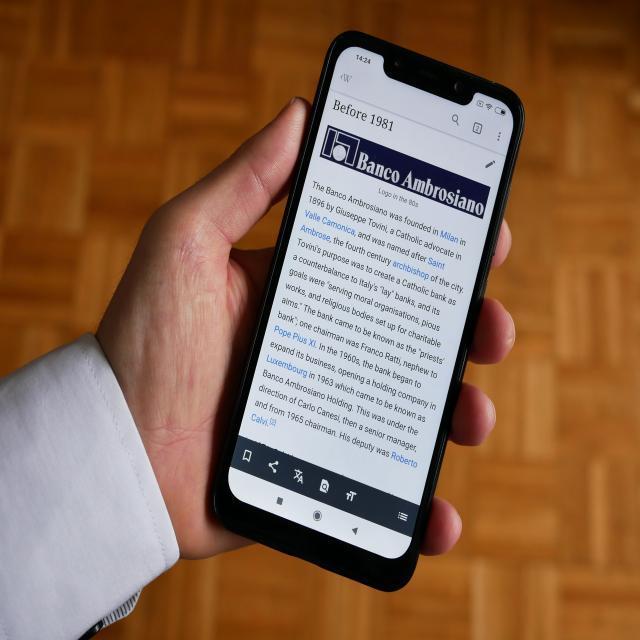 14:24
W
2
Before 1981
Banco Ambrosiano
Logo in the 80s
The Banco Ambrosiano was founded in Milan in
1896 by Giuseppe Tovini, a Catholic advocate in
Valle Camonica, and was named after Saint
Ambrose, the fourth century archbishop of the city.
Tovini's purpose was to create a Catholic bank as
a counterbalance to Italy's "lay" banks, and its
goals were "serving moral organisations, pious
works, and religious bodies set up for charitable
aims." The bank came to be known as the "priests'
bank"; one chairman was Franco Ratti, nephew to
Pope Pius XI. In the 1960s, the bank began to
expand its business, opening a holding company in
Luxembourg in 1963 which came to be known as
Banco Ambrosiano Holding. This was under the
direction of Carlo Canesi, then a senior manager,
and from 1965 chairman. His deputy was Roberto
Calvi.[2]